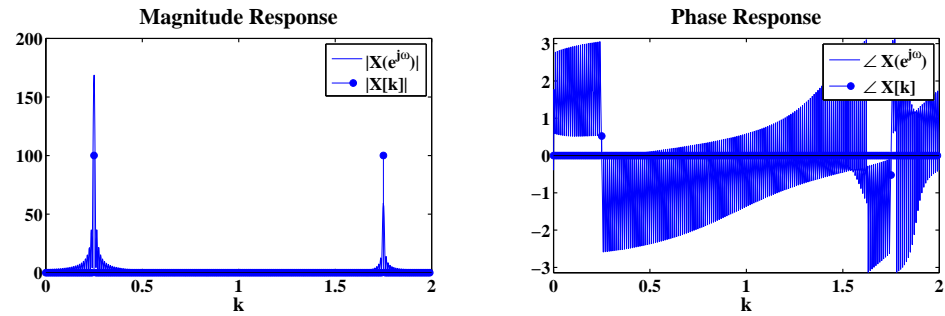 Magnitude Response
200
150
100
50
0
0
0.5
1
1.5
2
k
|X(e^{jω})|
|X[k]|
Phase Response
3
2
1
0
−1
−2
−3
0
0.5
1
1.5
2
k
∠ X(e^{jω})
∠ X[k]